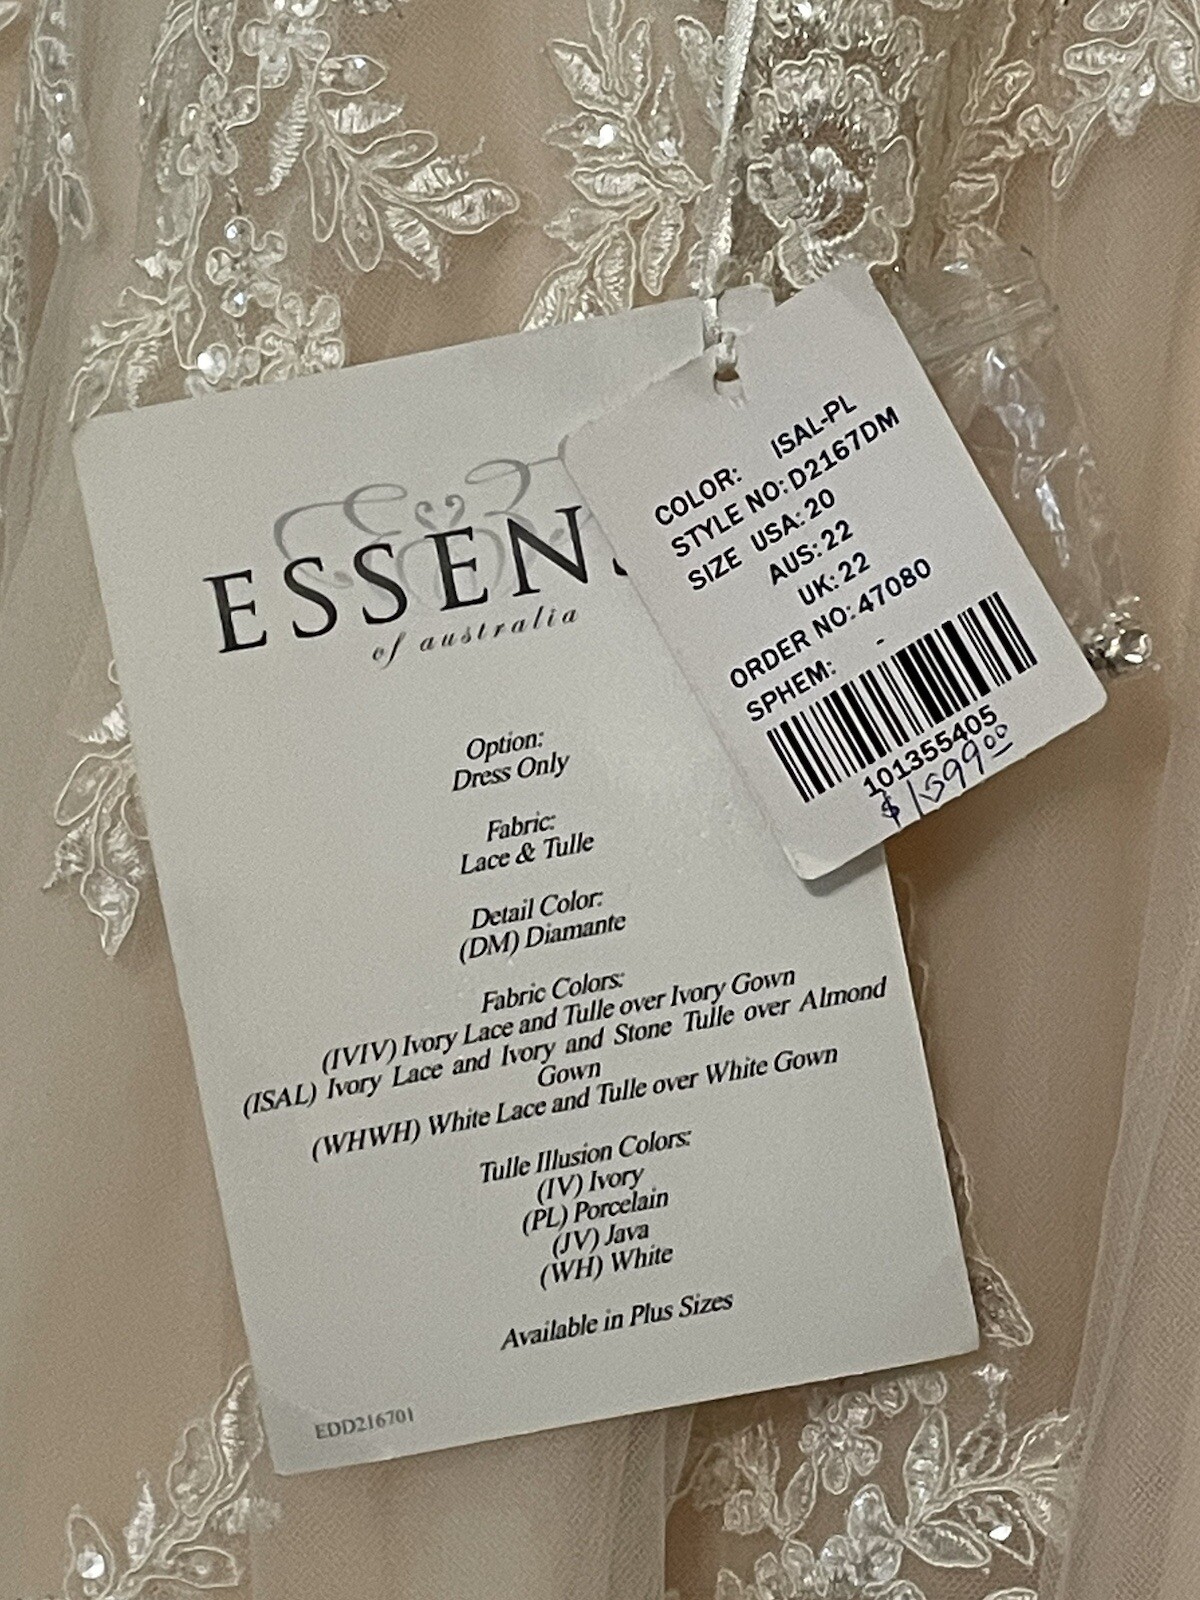 ESSEN
of australia
Option:
Dress Only
Fabric:
Lace & Tulle
Detail Color:
(DM) Diamante
Fabric Colors:
(IVIV) Ivory Lace and Tulle over Ivory Gown
(ISAL) Ivory Lace and Ivory and Stone Tulle over Almond
Gown
(WHWH) White Lace and Tulle over White Gown
Tulle Illusion Colors:
(IV) Ivory
(PL) Porcelain
(JV) Java
(WH) White
Available in Plus Sizes
EDD216701
COLOR: ISAL-PL
STYLE NO: D2167DM
SIZE USA: 20
AUS: 22
UK: 22
ORDER NO: 47080
SPHEM: -
101355405
$1599.00